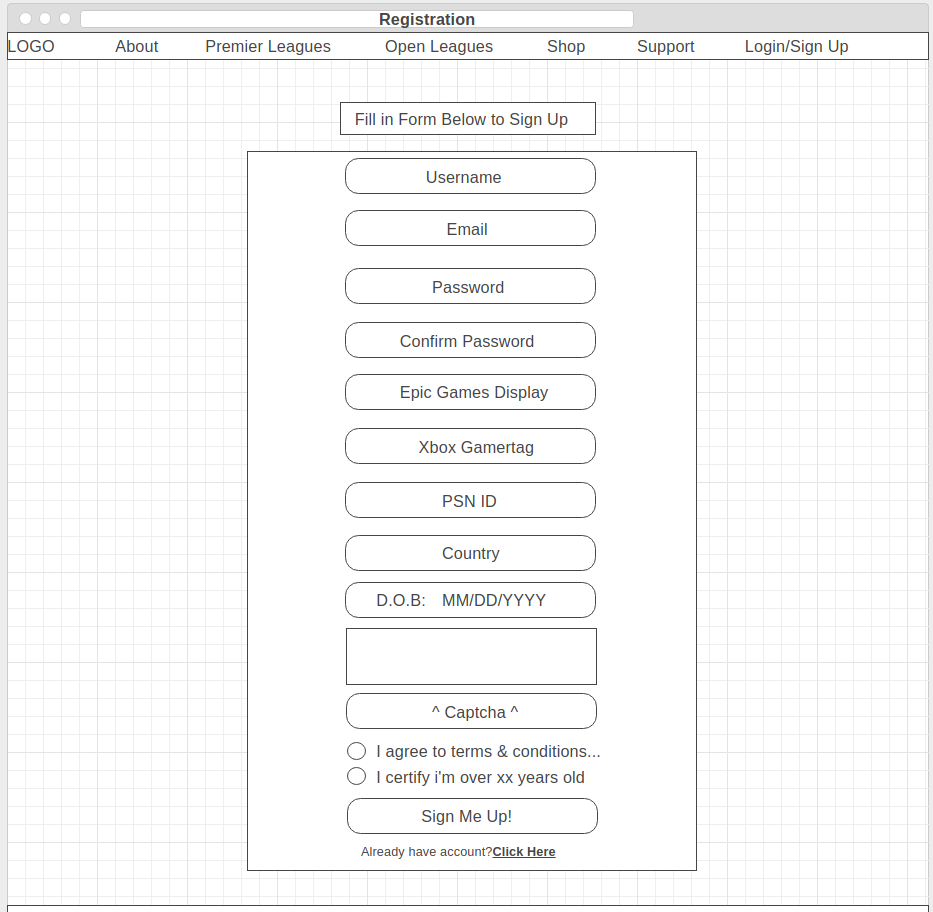 Registration
LOGO About Premier Leagues Open Leagues Shop Support Login/Sign Up
Fill in Form Below to Sign Up
Username
Email
Password
Confirm Password
Epic Games Display
Xbox Gamertag
PSN ID
Country
D.O.B: MM/DD/YYYY
^ Captcha ^
I agree to terms & conditions...
I certify i'm over xx years old
Sign Me Up!
Already have account?Click Here